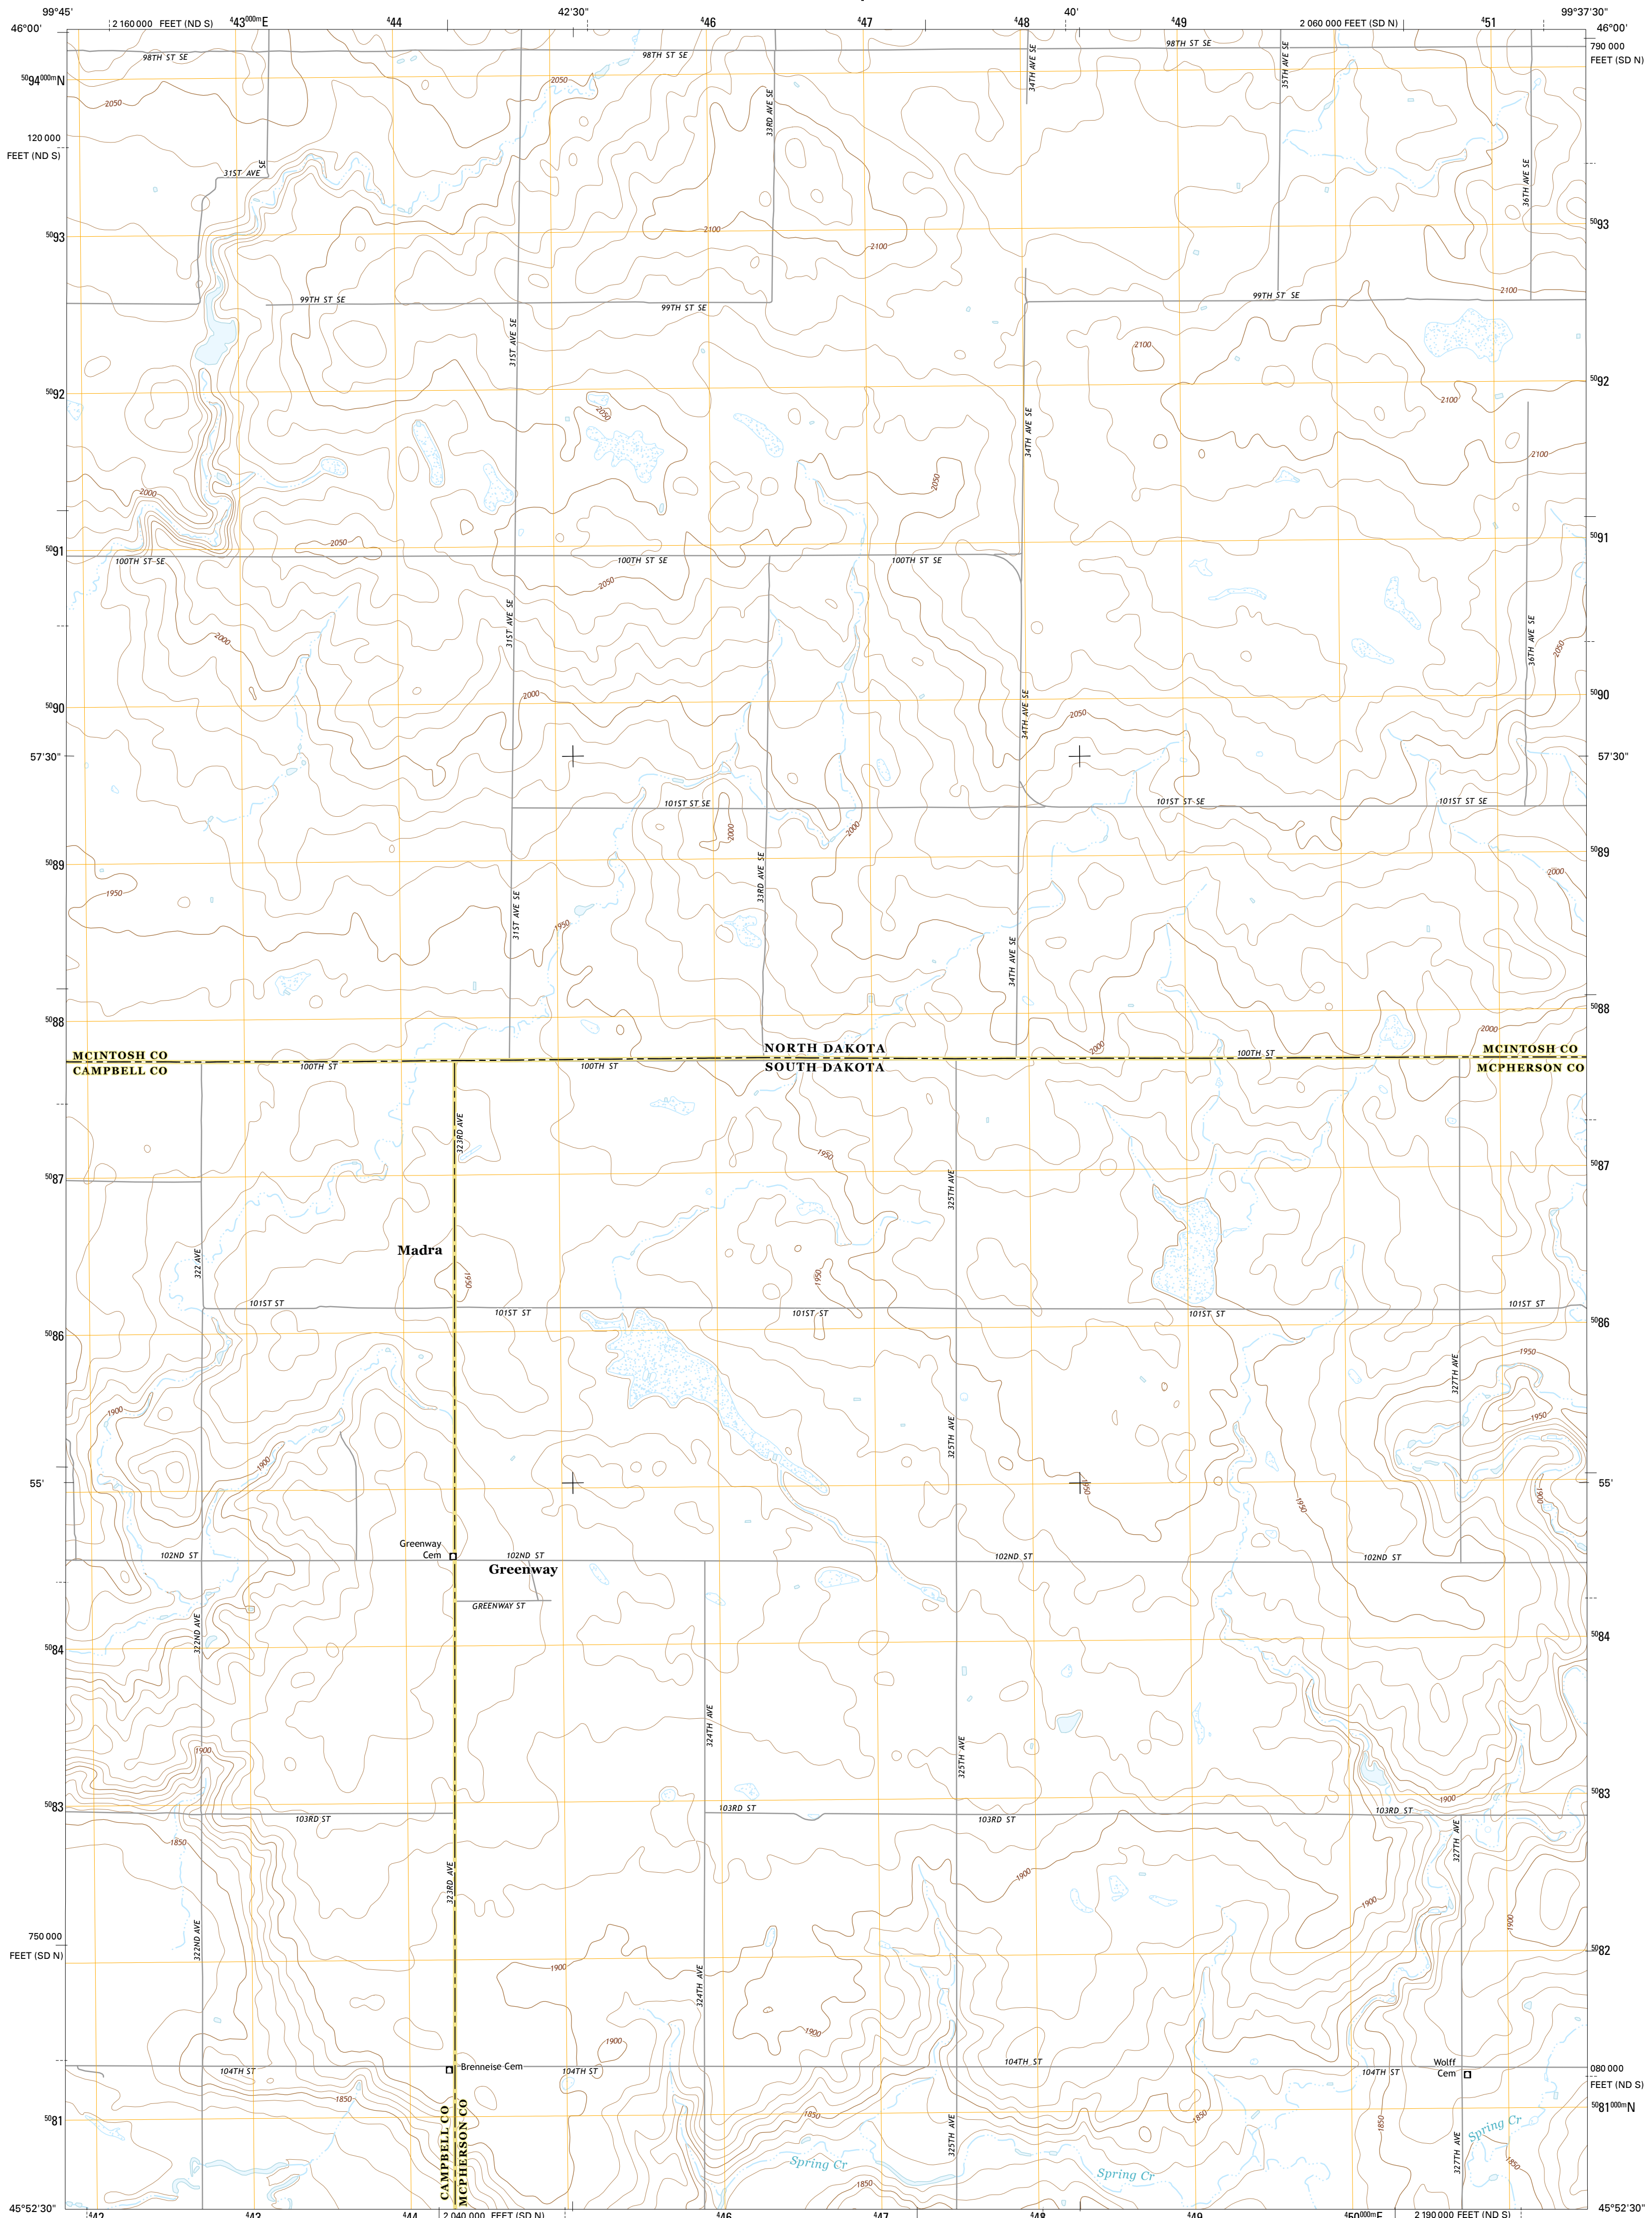 99°45'
2 160 000 FEET (ND S)
⁴43⁰⁰⁰ᵐE
⁴44
42'30"
⁴46
⁴47
⁴48
40'
⁴49
2 060 000 FEET (SD N)
⁴51
99°37'30"
46°00'
46°00'
790 000
FEET (SD N)
98TH ST SE
98TH ST SE
98TH ST SE
⁵⁰94⁰⁰⁰ᵐN
2050
2050
34TH AVE SE
35TH AVE SE
33RD AVE SE
120 000
FEET (ND S)
31ST AVE SE
36TH AVE SE
⁵⁰93
2100
2100
⁵⁰93
2100
99TH ST SE
99TH ST SE
99TH ST SE
31ST AVE SE
2100
⁵⁰92
⁵⁰92
2100
2050
34TH AVE SE
2100
2050
2000
⁵⁰91
2050
⁵⁰91
100TH ST SE
100TH ST SE
100TH ST SE
2050
31ST AVE SE
2000
36TH AVE SE
2050
⁵⁰90
2000
34TH AVE SE
2050
⁵⁰90
57'30"
57'30"
101ST ST SE
101ST ST SE
101ST ST SE
2000
2000
⁵⁰89
⁵⁰89
1950
33RD AVE SE
2000
31ST AVE SE
1950
34TH AVE SE
⁵⁰88
⁵⁰88
2000
2000
MCINTOSH CO
NORTH DAKOTA
100TH ST
MCINTOSH CO
CAMPBELL CO
100TH ST
100TH ST
SOUTH DAKOTA
MCPHERSON CO
323RD AVE
1950
⁵⁰87
325TH AVE
⁵⁰87
322 AVE
Madra
1950
1950
101ST ST
101ST ST
101ST ST
101ST ST
101ST ST
⁵⁰86
⁵⁰86
1950
327TH AVE
1900
1950
325TH AVE
1900
55'
1950
1950
1900
55'
Greenway
Cem
102ND ST
102ND ST
102ND ST
102ND ST
Greenway
GREENWAY ST
322ND AVE
⁵⁰84
⁵⁰84
324TH AVE
325TH AVE
1900
⁵⁰83
⁵⁰83
1900
103RD ST
103RD ST
103RD ST
103RD ST
1850
327TH AVE
1900
323RD AVE
1900
1900
750 000
FEET (SD N)
322ND AVE
⁵⁰82
1900
324TH AVE
1900
1900
104TH ST
Brenneise Cem
104TH ST
104TH ST
104TH ST
Wolff
Cem
080 000
FEET (ND S)
1850
1850
1850
1850
⁵⁰81
⁵⁰81⁰⁰⁰ᵐN
CAMPBELL CO
MCPHERSON CO
325TH AVE
Spring Cr
327TH AVE
Spring Cr
Spring Cr
1850
1850
45°52'30"
45°52'30"
⁴42
⁴43
⁴44
2 040 000 FEET (SD N)
⁴46
⁴47
⁴48
⁴49
⁴50⁰⁰⁰ᵐE
2 190 000 FEET (ND S)